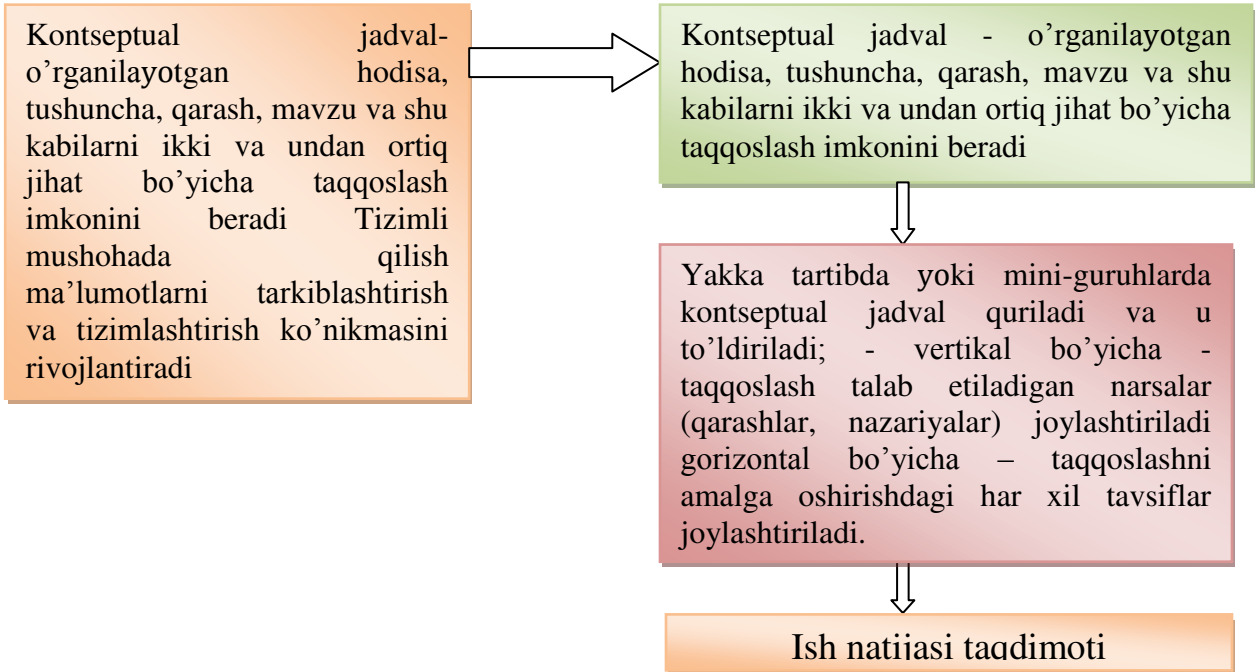 Kontseptual jadval-
o’rganilayotgan hodisa,
tushuncha, qarash, mavzu va shu
kabilarni ikki va undan ortiq
jihat bo’yicha taqqoslash
imkonini beradi Tizimli
mushohada qilish
ma’lumotlarni tarkiblashtirish
va tizimlashtirish ko’nikmasini
rivojlantiradi
Kontseptual jadval - o’rganilayotgan
hodisa, tushuncha, qarash, mavzu va shu
kabilarni ikki va undan ortiq jihat bo’yicha
taqqoslash imkonini beradi
Yakka tartibda yoki mini-guruhlarda
kontseptual jadval quriladi va u
to’ldiriladi; - vertikal bo’yicha -
taqqoslash talab etiladigan narsalar
(qarashlar, nazariyalar) joylashtiriladi
gorizontal bo’yicha – taqqoslashni
amalga oshirishdagi har xil tavsiflar
joylashtiriladi.
Ish natijasi taqdimoti